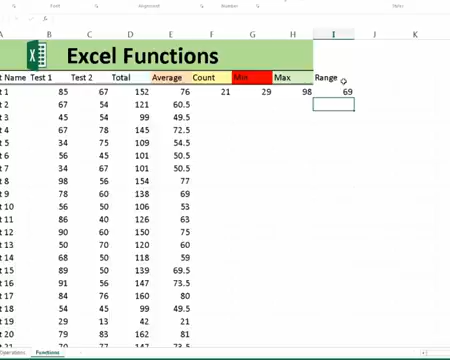 Excel Functions
t Name Test 1 Test 2 Total Average Count Min Max Range
t 1 85 67 152 76 21 29 98 69
t 2 67 54 121 60.5
t 3 45 54 99 49.5
t 4 67 78 145 72.5
t 5 34 75 109 54.5
t 6 56 45 101 50.5
t 7 34 67 101 50.5
t 8 98 56 154 77
t 9 78 60 138 69
t 10 56 50 106 53
t 11 86 40 126 63
t 12 90 60 150 75
t 13 50 70 120 60
t 14 68 50 118 59
t 15 89 50 139 69.5
t 16 91 56 147 73.5
t 17 84 76 160 80
t 18 54 45 99 49.5
t 19 29 13 42 21
t 20 79 83 162 81
t 21 70 77 147 73.5
Functions